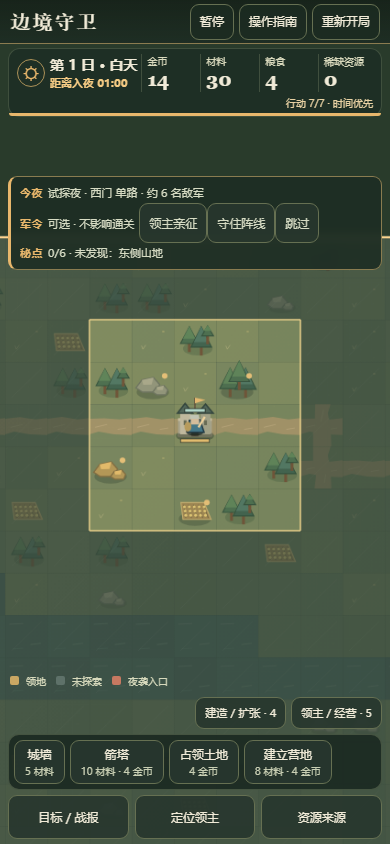 边境守卫
暂停
操作指南
重新开局
第 1 日 • 白天
距离入夜 01:00
金币
14
材料
30
粮食
4
稀缺资源
0
行动 7/7 · 时间优先
今夜 试探夜 · 西门 单路 · 约 6 名敌军
军令 可选 · 不影响通关 领主亲征 守住阵线 跳过
秘点 0/6 · 未发现：东侧山地
领地 未探索 夜袭入口
建造 / 扩张 · 4
领主 / 经营 · 5
城墙
5 材料
箭塔
10 材料 · 4 金币
占领土地
4 金币
建立营地
8 材料 · 4 金币
目标 / 战报
定位领主
资源来源